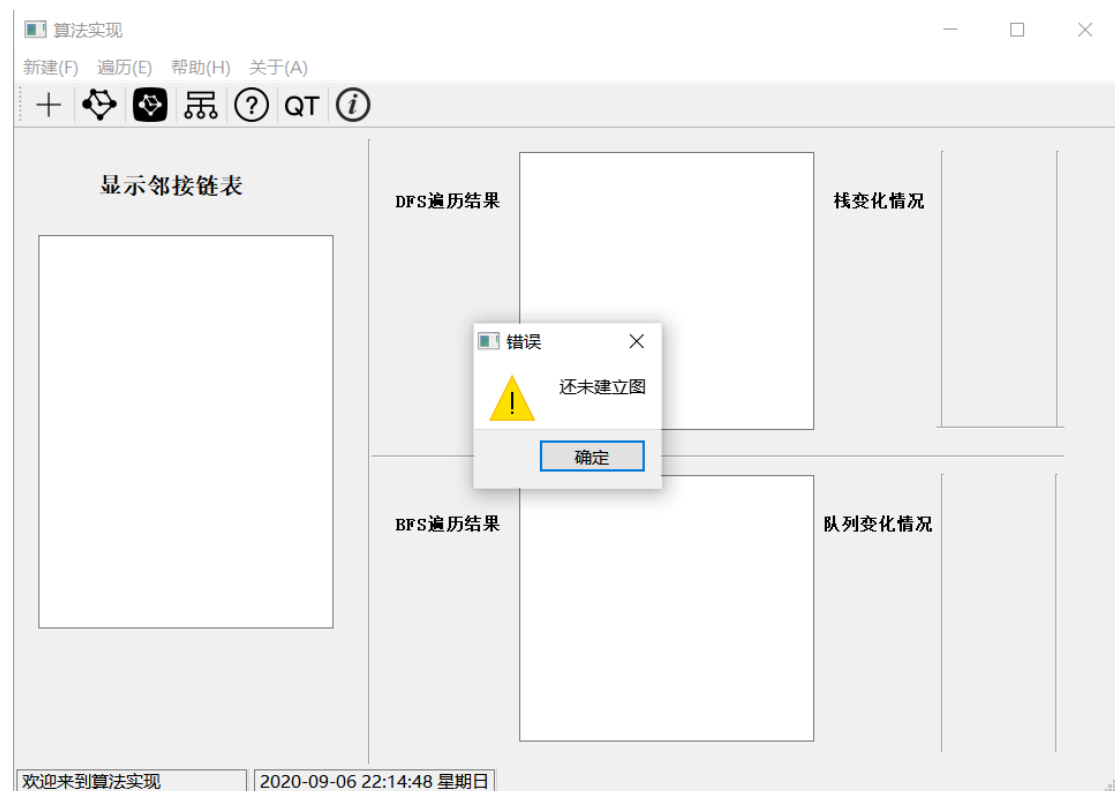 算法实现
新建(F) 遍历(E) 帮助(H) 关于(A)
? QT i
显示邻接链表
DFS遍历结果
栈变化情况
错误
还未建立图
确定
BFS遍历结果
队列变化情况
欢迎来到算法实现
2020-09-06 22:14:48 星期日